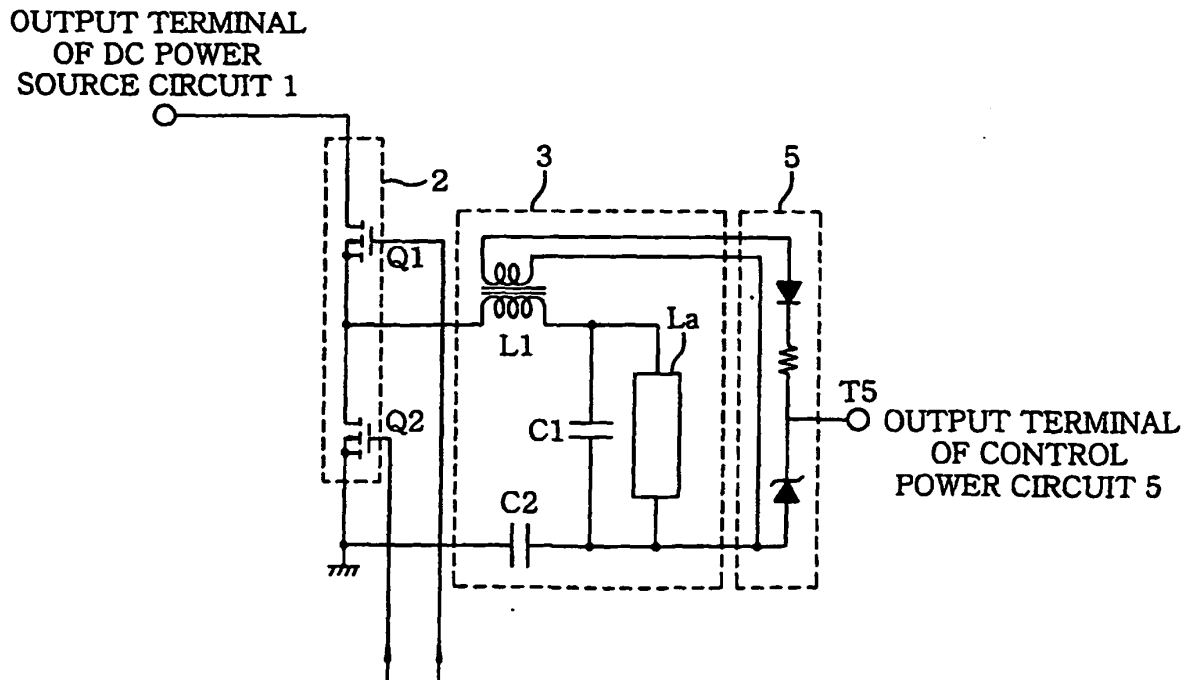 OUTPUT TERMINAL
OF DC POWER
SOURCE CIRCUIT 1
2
3
5
Q1
L1
La
Q2
C1
C2
T5
OUTPUT TERMINAL
OF CONTROL
POWER CIRCUIT 5